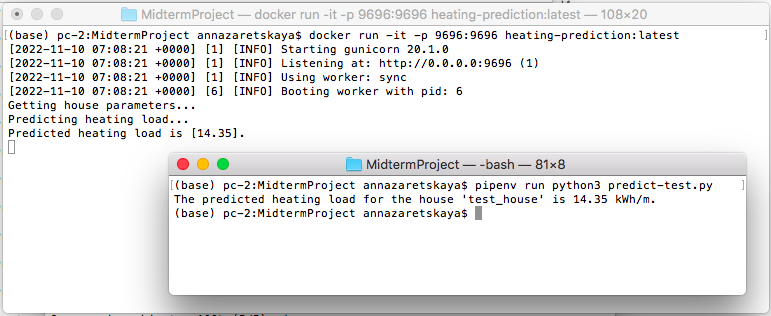 MidtermProject — docker run -it -p 9696:9696 heating-prediction:latest — 108×20
(base) pc-2:MidtermProject annazaretskaya$ docker run -it -p 9696:9696 heating-prediction:latest
[2022-11-10 07:08:21 +0000] [1] [INFO] Starting gunicorn 20.1.0
[2022-11-10 07:08:21 +0000] [1] [INFO] Listening at: http://0.0.0.0:9696 (1)
[2022-11-10 07:08:21 +0000] [1] [INFO] Using worker: sync
[2022-11-10 07:08:21 +0000] [6] [INFO] Booting worker with pid: 6
Getting house parameters...
Predicting heating load...
Predicted heating load is [14.35].
MidtermProject — -bash — 81×8
(base) pc-2:MidtermProject annazaretskaya$ pipenv run python3 predict-test.py
The predicted heating load for the house 'test_house' is 14.35 kWh/m.
(base) pc-2:MidtermProject annazaretskaya$